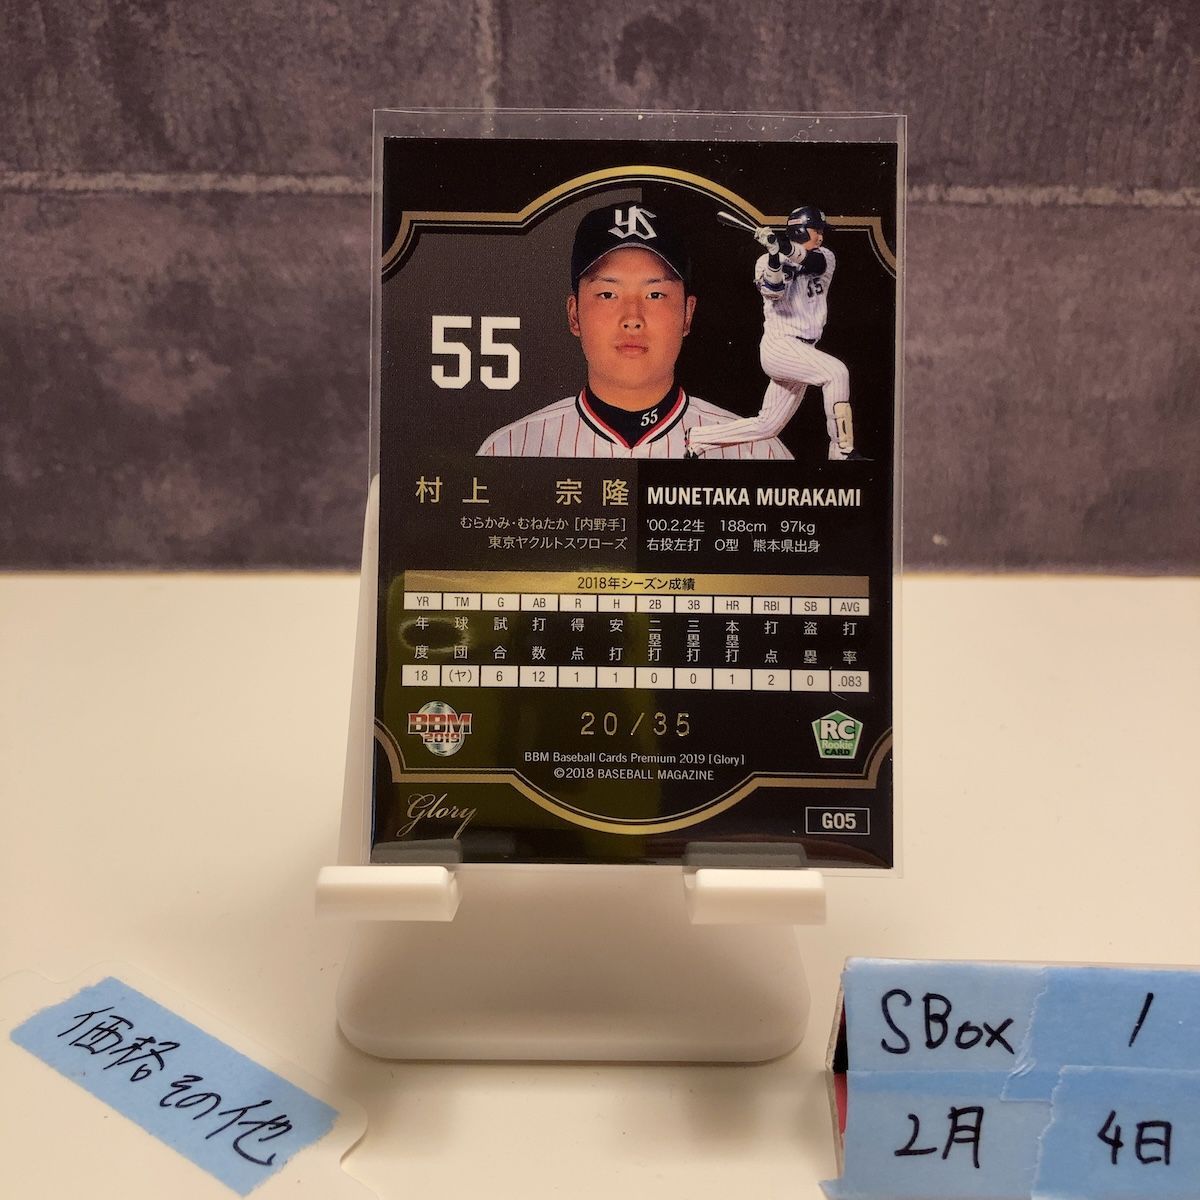 YS
55
55
55
村上 宗隆
MUNETAKA MURAKAMI
むらかみ・むねたか [内野手]
'00.2.2生 188cm 97kg
東京ヤクルトスワローズ
右投左打 O型 熊本県出身
2018年シーズン成績
YR TM G AB R H 2B 3B HR RBI SB AVG
年度 球団 試合 打数 得点 安打 二塁打 三塁打 本塁打 打点 盗塁 打率
18 (ヤ) 6 12 1 1 0 0 1 2 0 .083
BBM
2019
20/35
RC
Rookie
CARD
BBM Baseball Cards Premium 2019 [Glory]
©2018 BASEBALL MAGAZINE
Glory
G05
価格その他
SBox 1
2月 4日